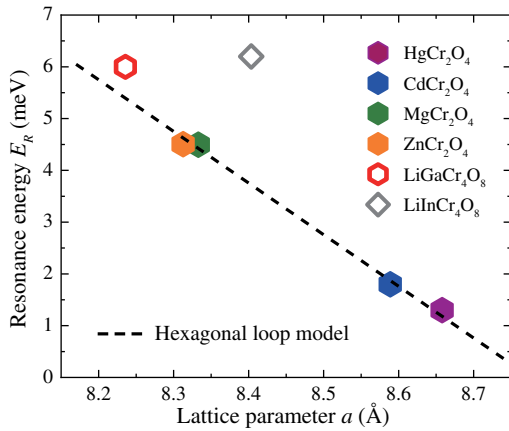 Resonance energy E_R (meV)
7
6
5
4
3
2
1
0
HgCr₂O₄
CdCr₂O₄
MgCr₂O₄
ZnCr₂O₄
LiGaCr₄O₈
LiInCr₄O₈
Hexagonal loop model
8.2 8.3 8.4 8.5 8.6 8.7
Lattice parameter a (Å)